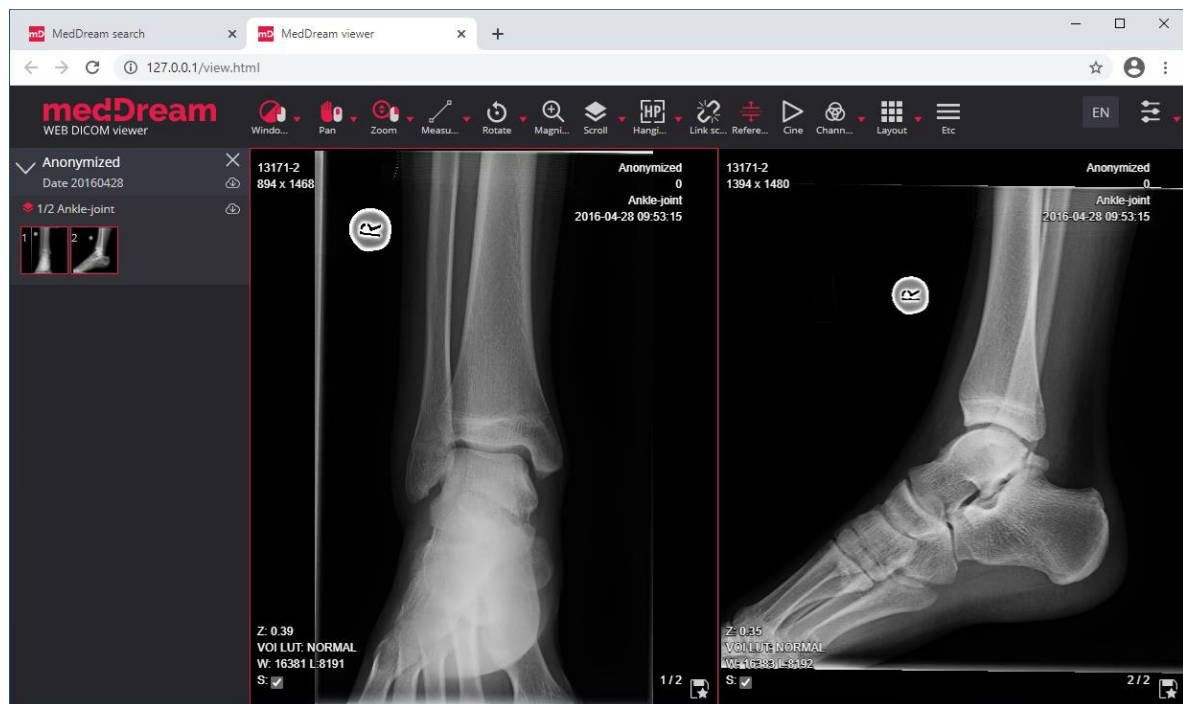 MedDream search
MedDream viewer
127.0.0.1/view.html
medDream
WEB DICOM viewer
Windo...
Pan
Zoom
Measu...
Rotate
Magni...
Scroll
HP
Hangi...
Link sc...
Refere...
Cine
Chann...
Layout
Etc
EN
Anonymized
Date 20160428
1/2 Ankle-joint
1
2
13171-2
894 x 1468
Anonymized
0
Ankle-joint
2016-04-28 09:53:15
R
Z: 0.39
VOI LUT: NORMAL
W: 16381 L:8191
S:
1/2
13171-2
1394 x 1480
Anonymized
0
Ankle-joint
2016-04-28 09:53:15
R
Z: 0.35
VOI LUT: NORMAL
W: 16383 L:8192
S:
2/2